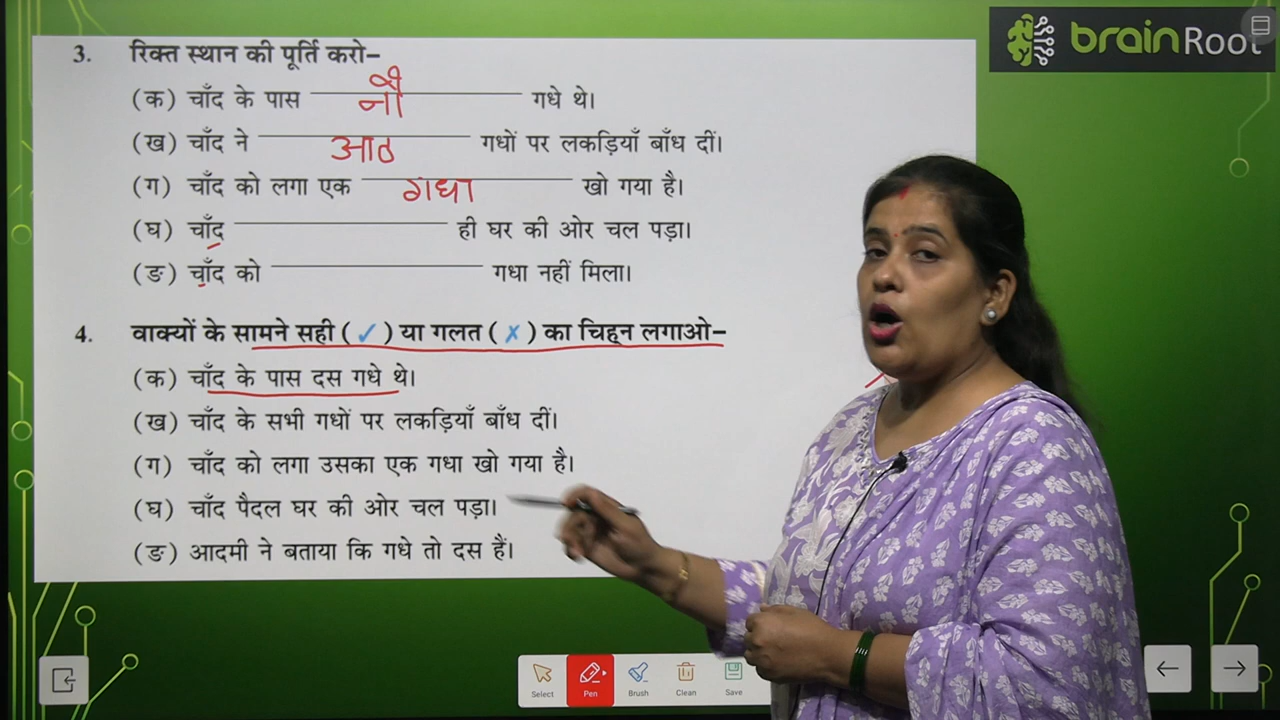 brainRoot
3. रिक्त स्थान की पूर्ति करो–
(क) चाँद के पास नौ गधे थे।
(ख) चाँद ने आठ गधों पर लकड़ियाँ बाँध दीं।
(ग) चाँद को लगा एक गधा खो गया है।
(घ) चाँद ही घर की ओर चल पड़ा।
(ङ) चाँद को गधा नहीं मिला।
4. वाक्यों के सामने सही ( ✓ ) या गलत ( ✗ ) का चिह्न लगाओ–
(क) चाँद के पास दस गधे थे।
(ख) चाँद के सभी गधों पर लकड़ियाँ बाँध दीं।
(ग) चाँद को लगा उसका एक गधा खो गया है।
(घ) चाँद पैदल घर की ओर चल पड़ा।
(ङ) आदमी ने बताया कि गधे तो दस हैं।
Select Pen Brush Clean Save